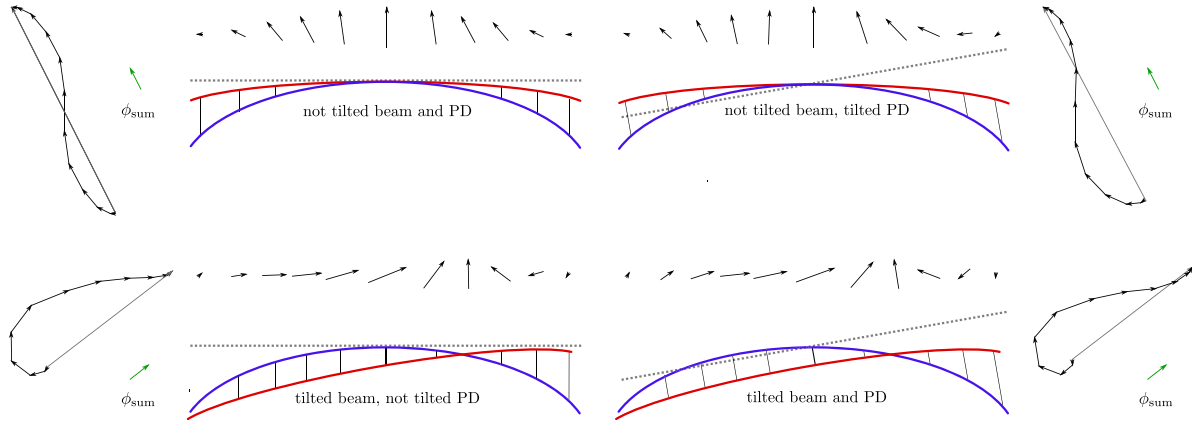 not tilted beam and PD
ϕsum
not tilted beam, tilted PD
ϕsum
tilted beam, not tilted PD
ϕsum
tilted beam and PD
ϕsum